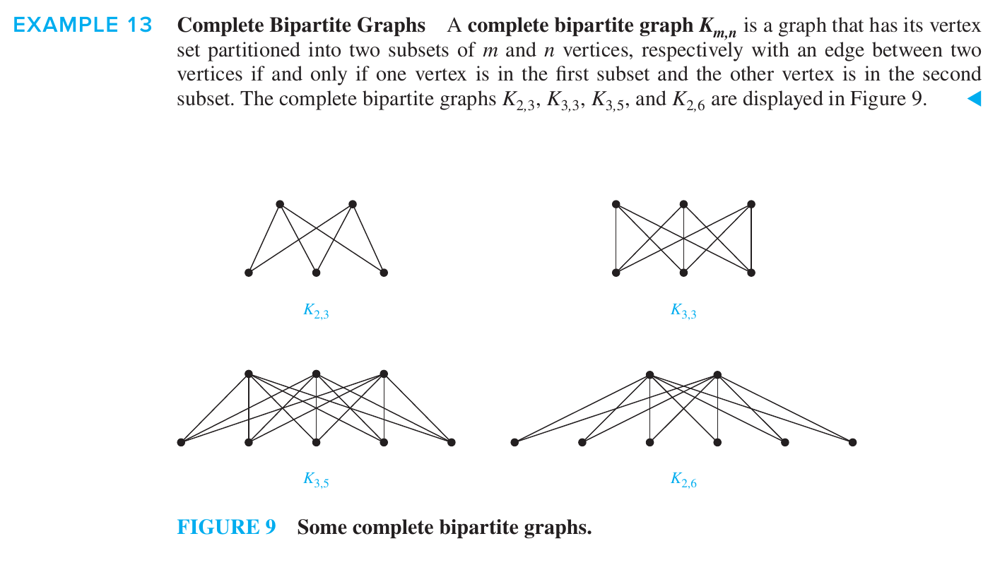 EXAMPLE 13 Complete Bipartite Graphs A complete bipartite graph K_{m,n} is a graph that has its vertex
set partitioned into two subsets of m and n vertices, respectively with an edge between two
vertices if and only if one vertex is in the first subset and the other vertex is in the second
subset. The complete bipartite graphs K_{2,3}, K_{3,3}, K_{3,5}, and K_{2,6} are displayed in Figure 9. ◀
K_{2,3} K_{3,3}
K_{3,5} K_{2,6}
FIGURE 9 Some complete bipartite graphs.